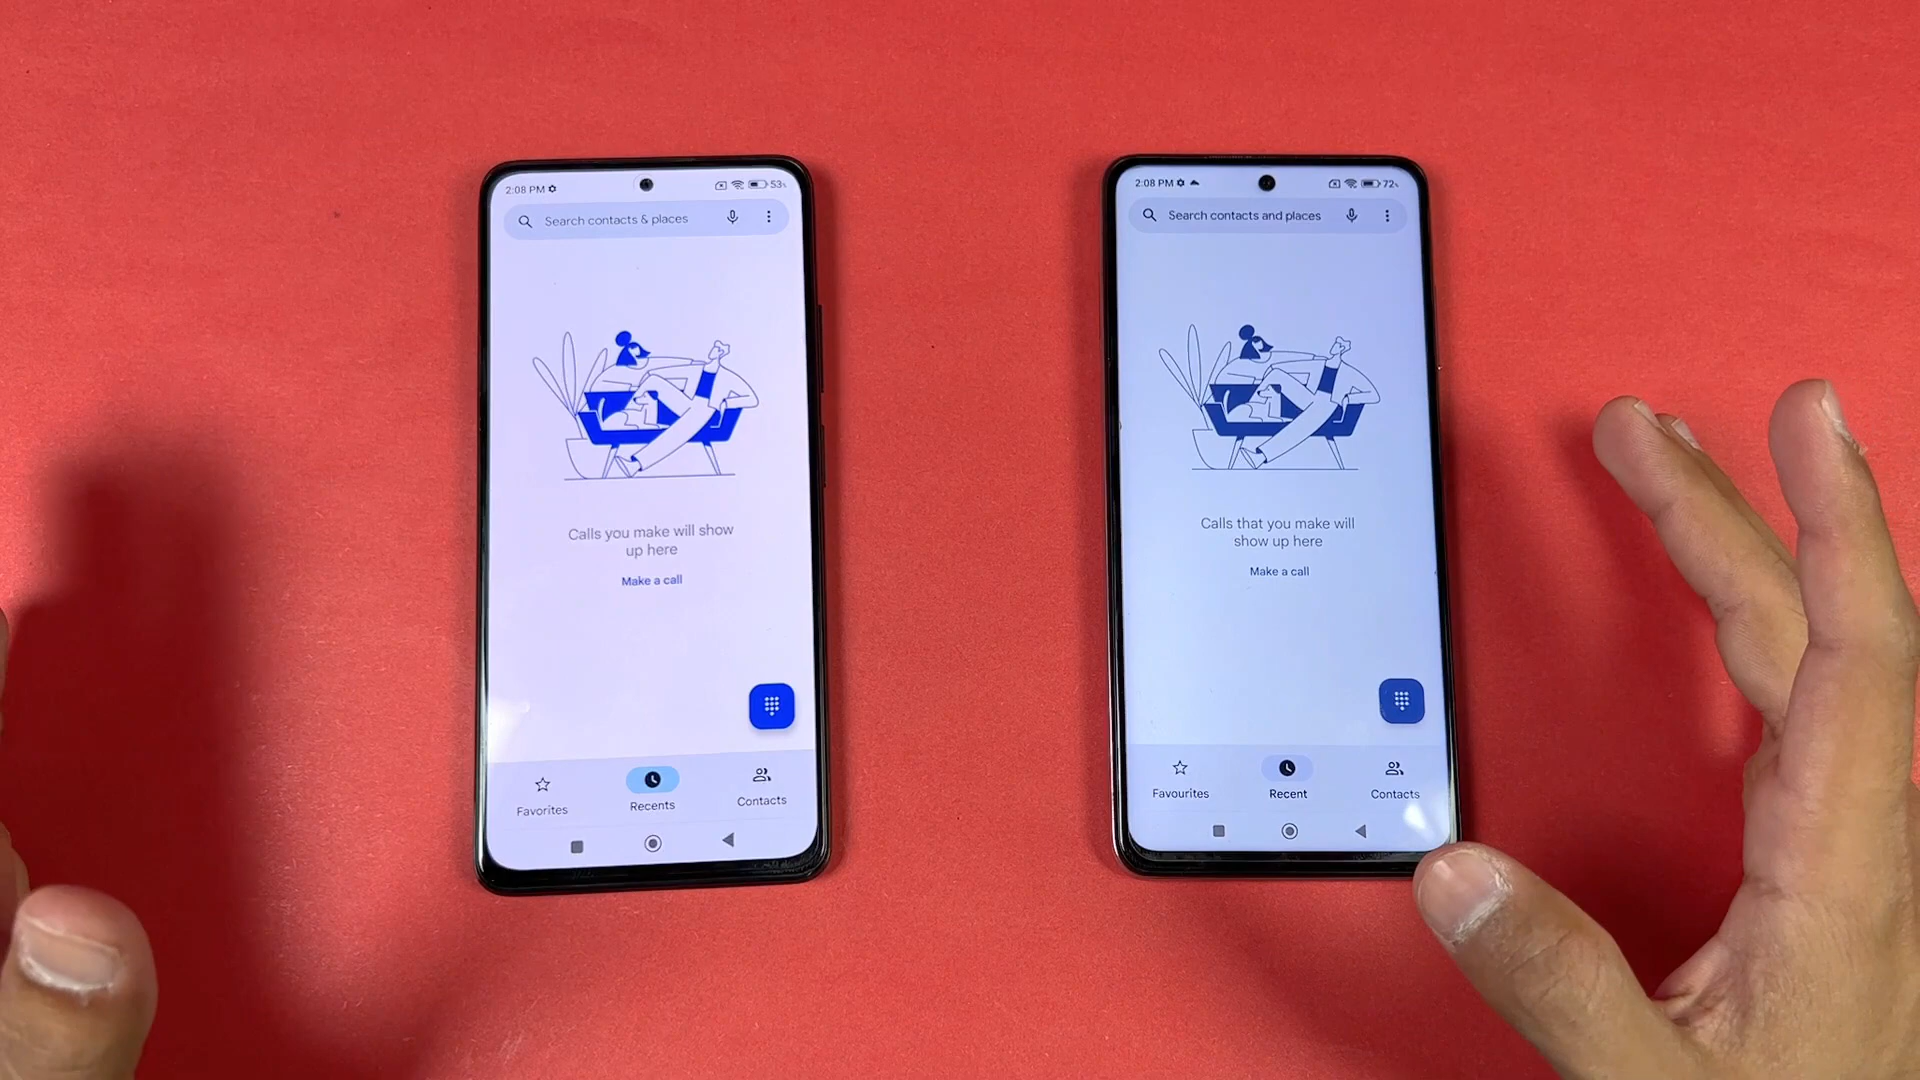 2:08 PM
53%
Search contacts & places
Calls you make will show
up here
Make a call
Favorites
Recents
Contacts
2:08 PM
72%
Search contacts and places
Calls that you make will
show up here
Make a call
Favourites
Recent
Contacts